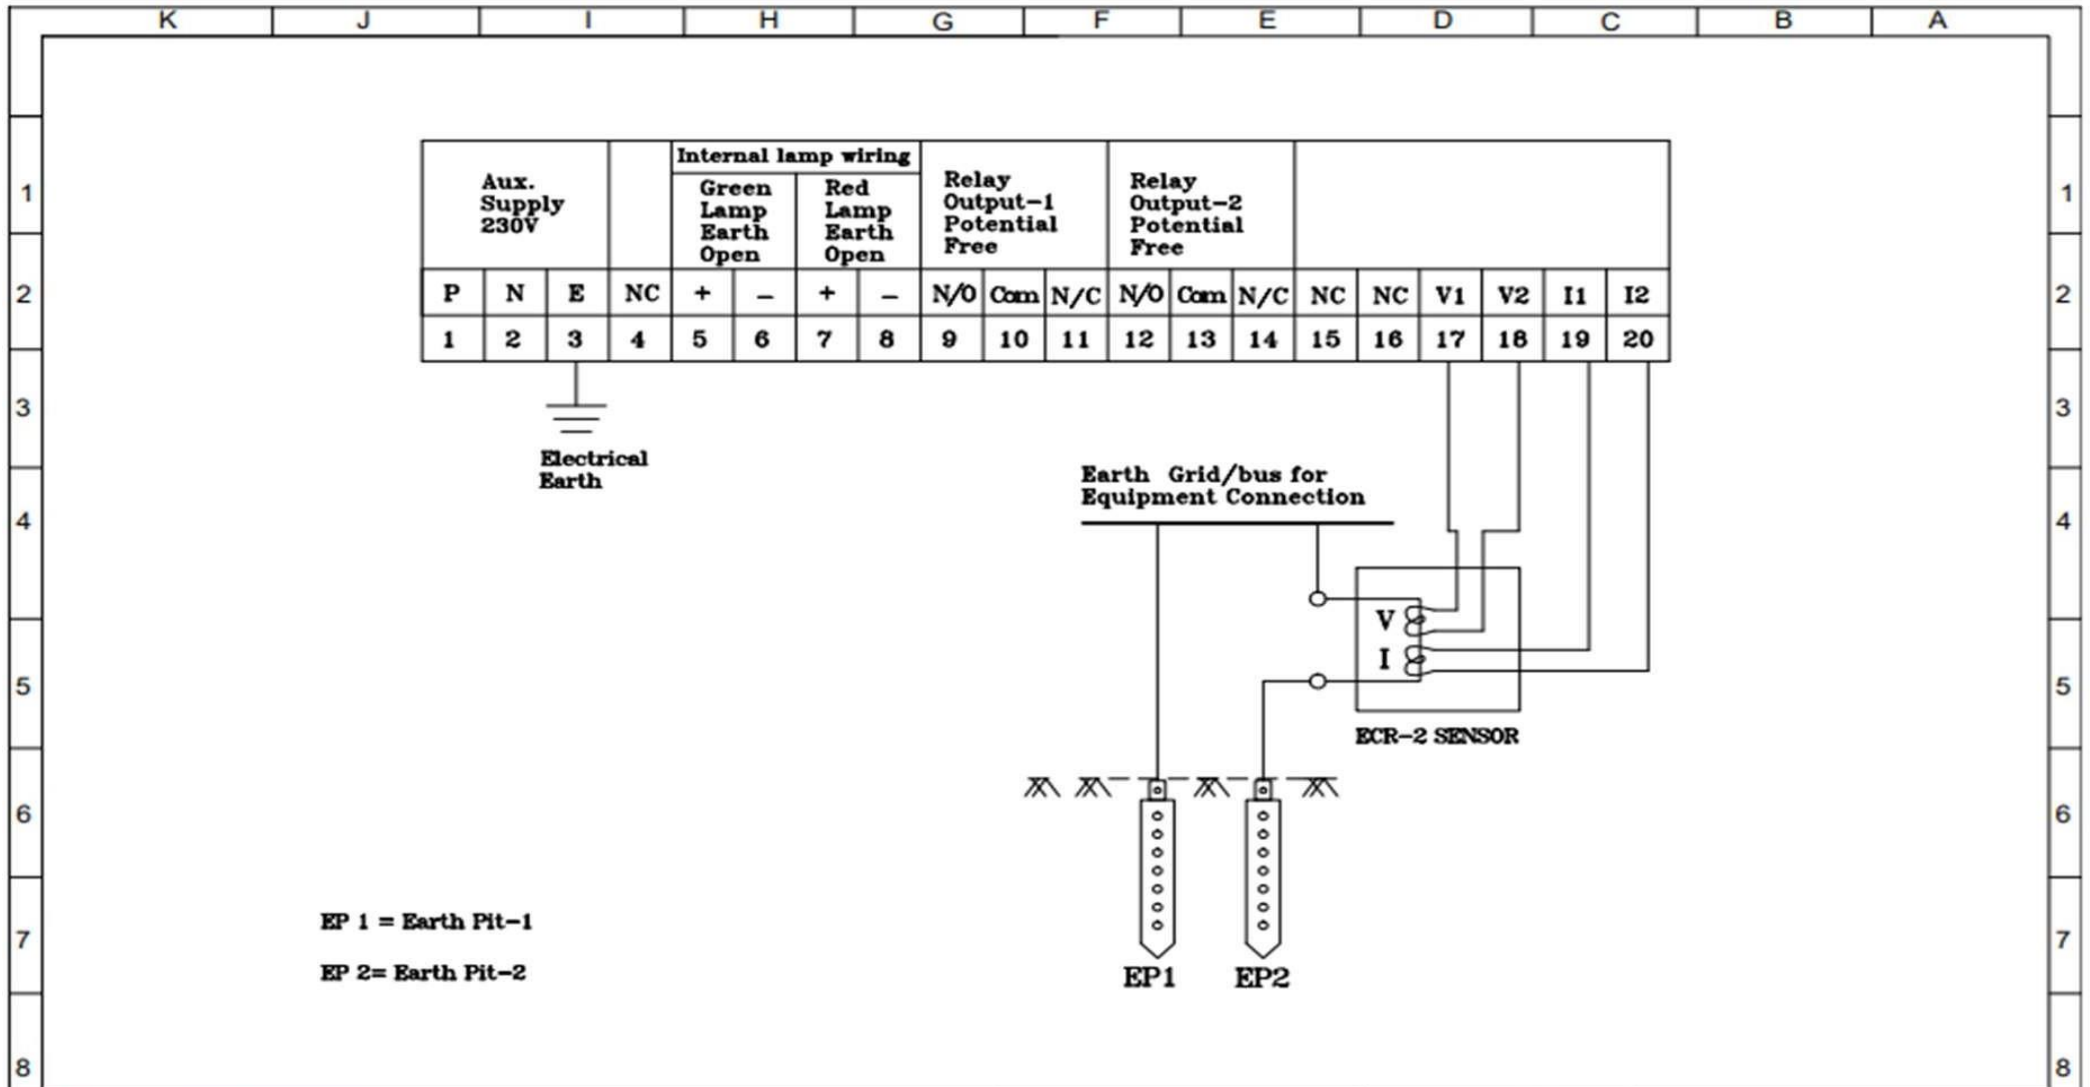 K J I H G F E D C B A
Internal lamp wiring
Aux.
Supply
230V
Green
Lamp
Earth
Open
Red
Lamp
Earth
Open
Relay
Output-1
Potential
Free
Relay
Output-2
Potential
Free
1 1
P N E NC + - + - N/O Com N/C N/O Com N/C NC NC V1 V2 I1 I2
2 2
1 2 3 4 5 6 7 8 9 10 11 12 13 14 15 16 17 18 19 20
3 3
Electrical
Earth
Earth Grid/bus for
Equipment Connection
4 4
V
I
5 5
ECR-2 SENSOR
6 6
EP 1 = Earth Pit-1
7 7
EP 2= Earth Pit-2
EP1 EP2
8 8